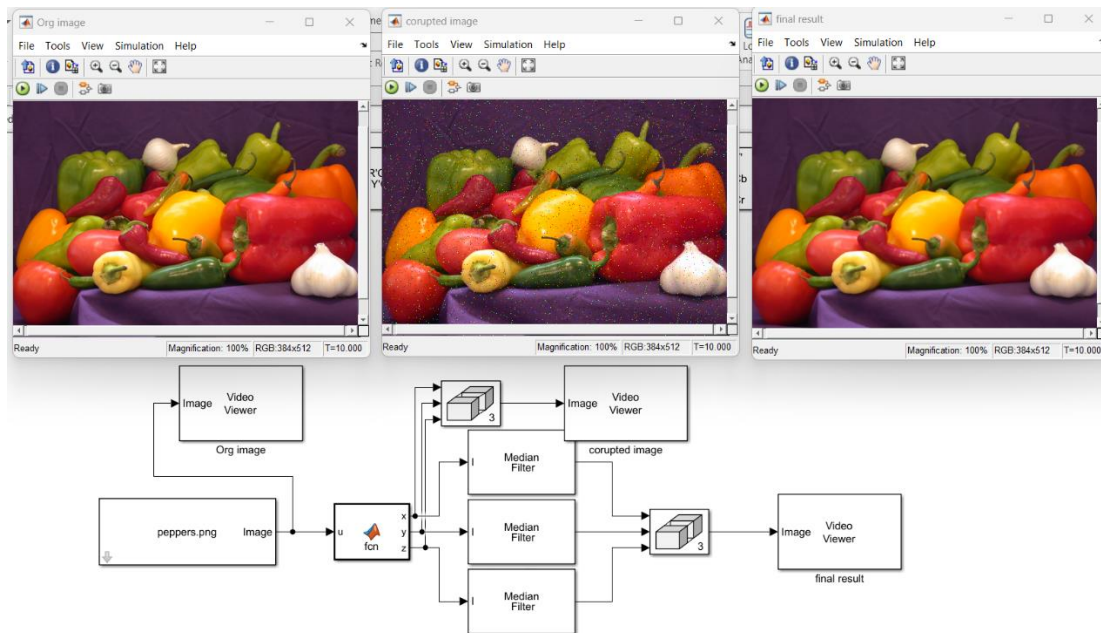 Org image
File Tools View Simulation Help
Ready
Magnification: 100% RGB:384x512 T=10.000
corupted image
File Tools View Simulation Help
Ready
Magnification: 100% RGB:384x512 T=10.000
final result
File Tools View Simulation Help
Ready
Magnification: 100% RGB:384x512 T=10.000
Image Video
Viewer
Org image
3
Image Video
Viewer
corupted image
I Median
Filter
peppers.png Image
u fcn x y z
I Median
Filter
3
Image Video
Viewer
final result
I Median
Filter